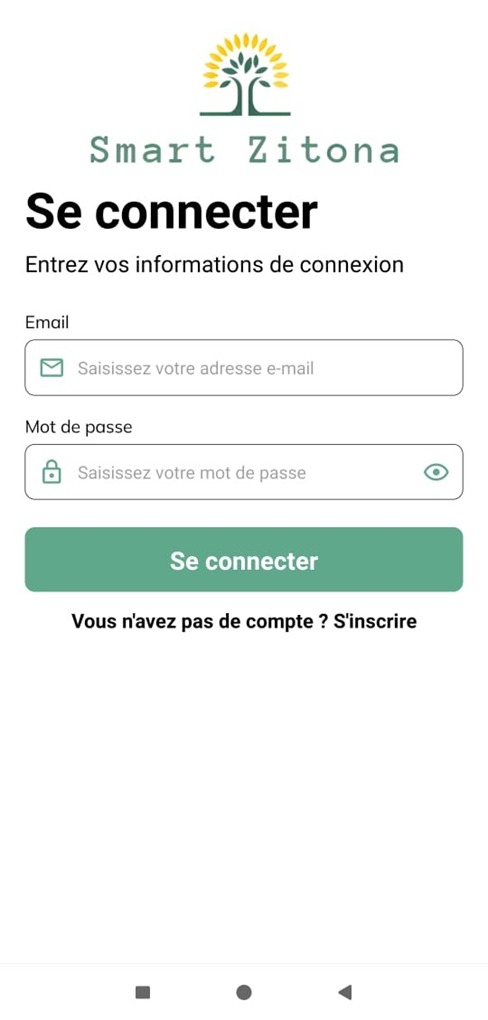 Smart Zitona
Se connecter
Entrez vos informations de connexion
Email
Saisissez votre adresse e-mail
Mot de passe
Saisissez votre mot de passe
Se connecter
Vous n'avez pas de compte ? S'inscrire